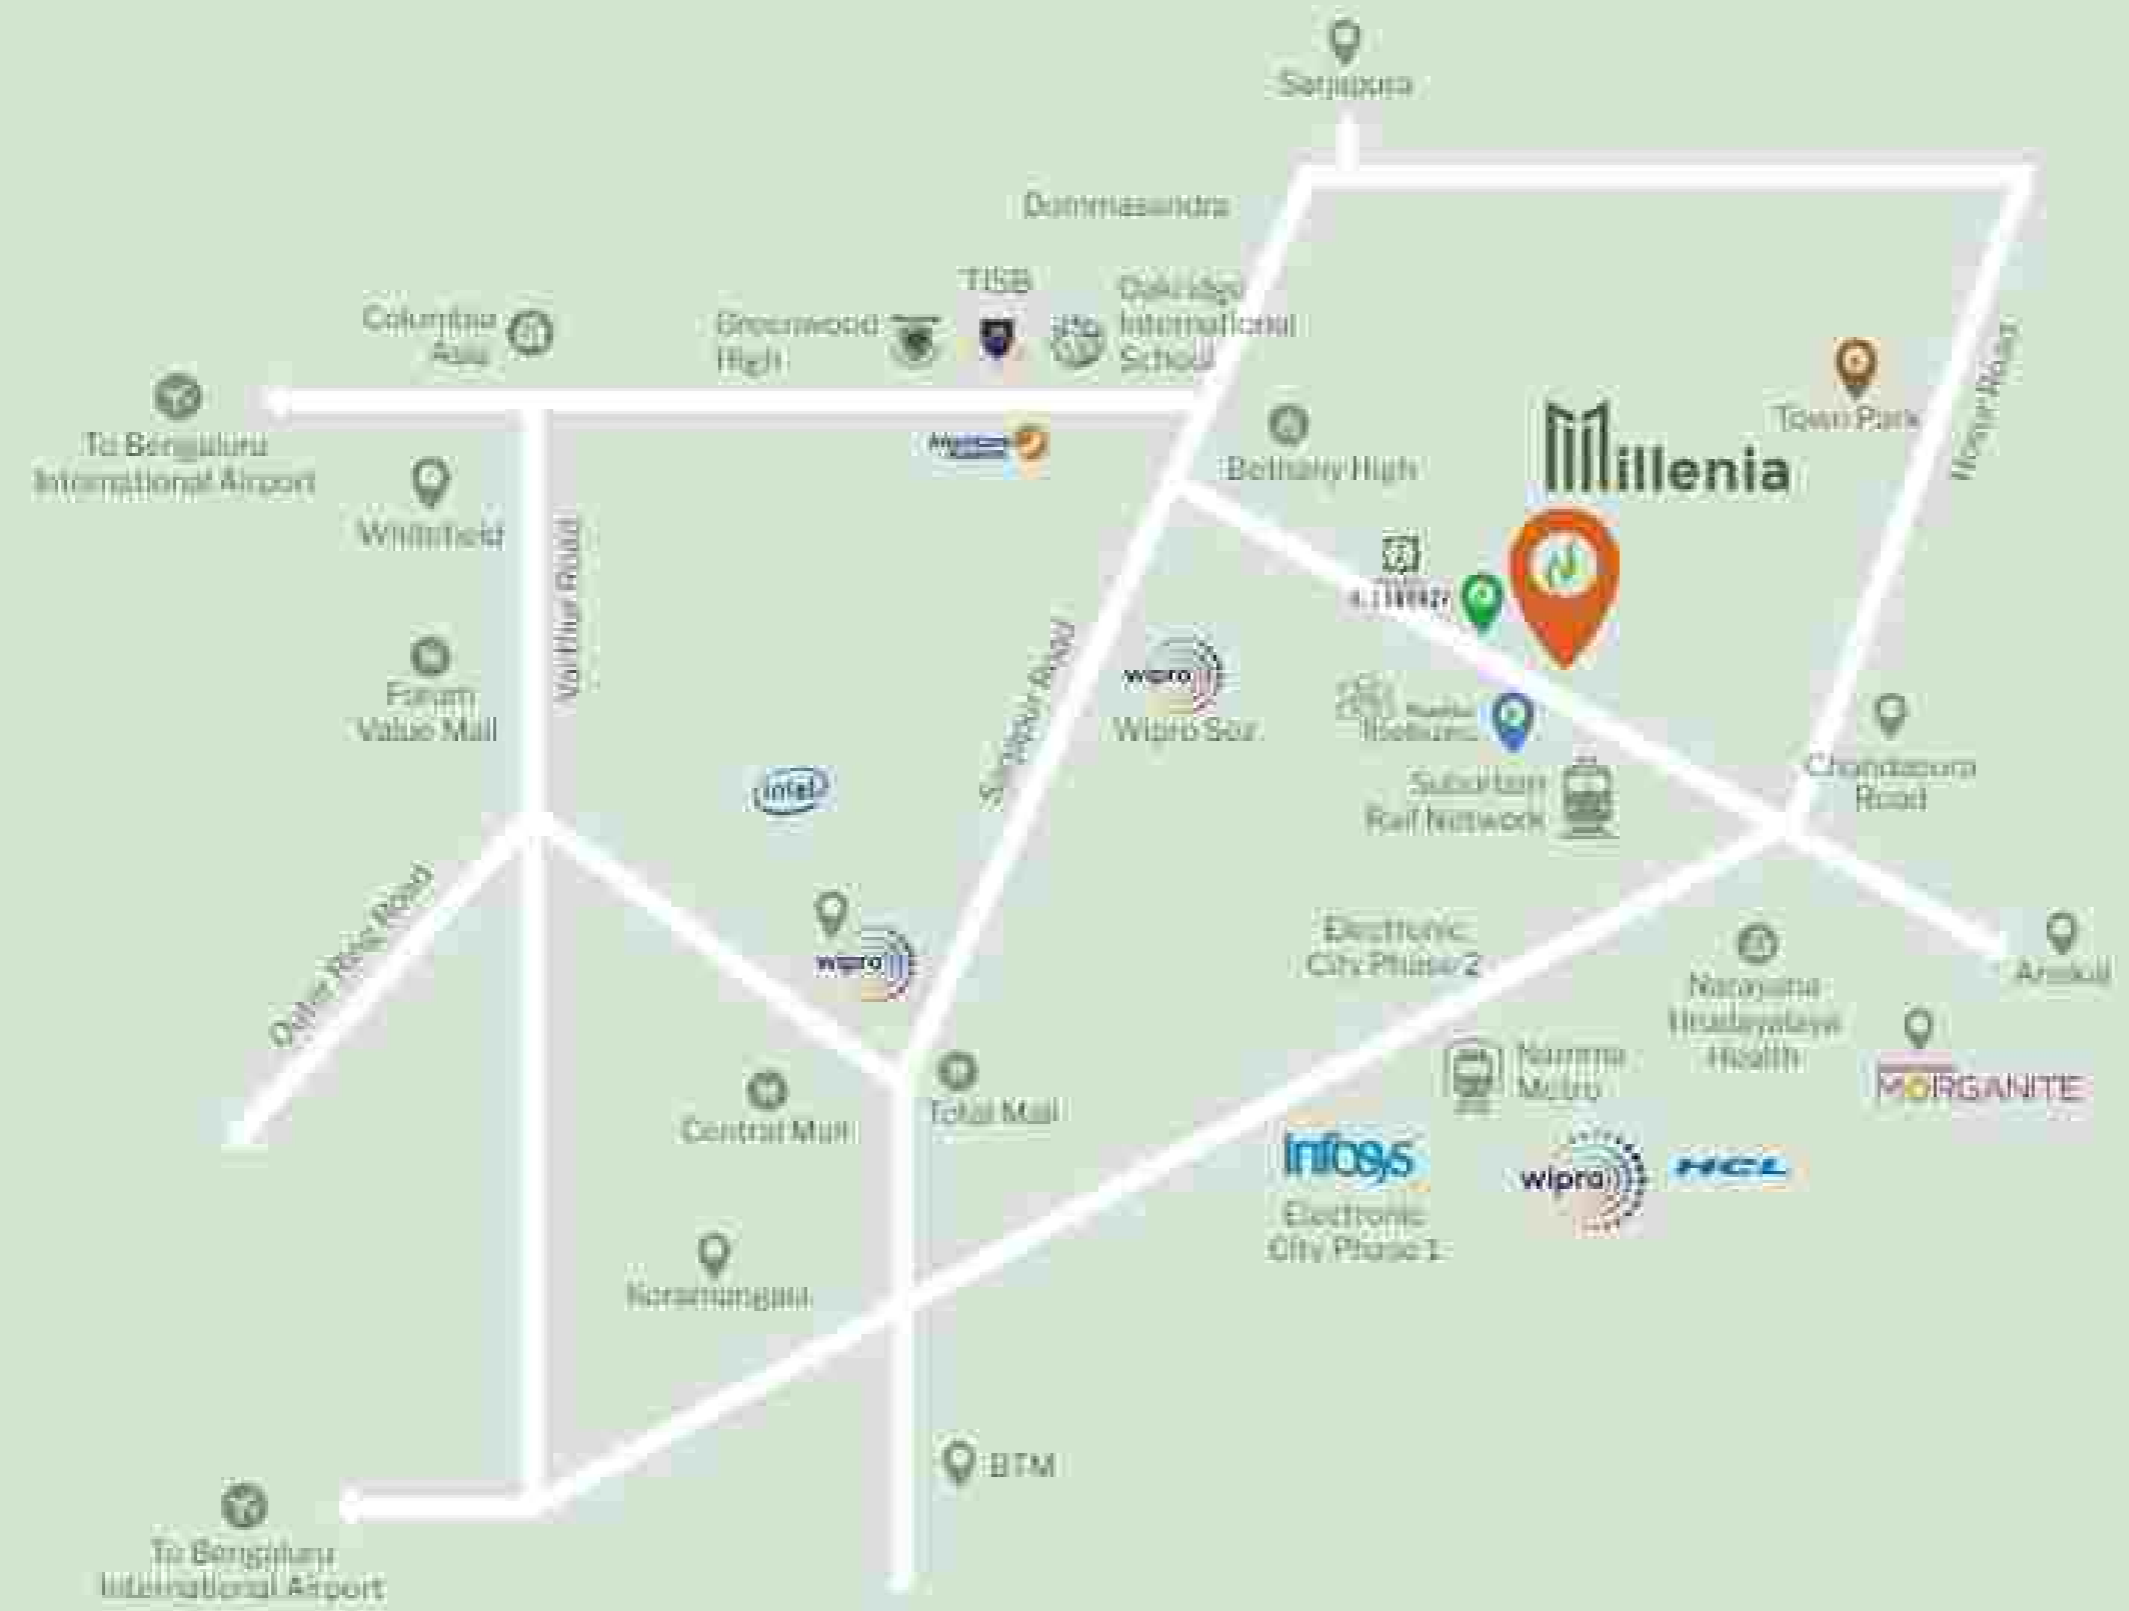 Sarjapura
Dommasandra
TISB
Columbia
Asia
Greenwood
High
Oakridge
International
School
To Bengaluru
International Airport
Whitefield
Varthur Road
Bethany High
Millenia
Town Park
Hosur Road
Forum
Value Mall
intel
Sarjapur Road
wipro
Wipro Sez
Suburban
Rail Network
Chandapura
Road
Outer Ring Road
wipro
Electronic
City Phase 2
Narayana
Hrudayalaya
Health
Anekal
MORGANITE
Namma
Metro
Central Mall
Total Mall
Infosys
wipro
HCL
Electronic
City Phase 1
Koramangala
BTM
To Bengaluru
International Airport